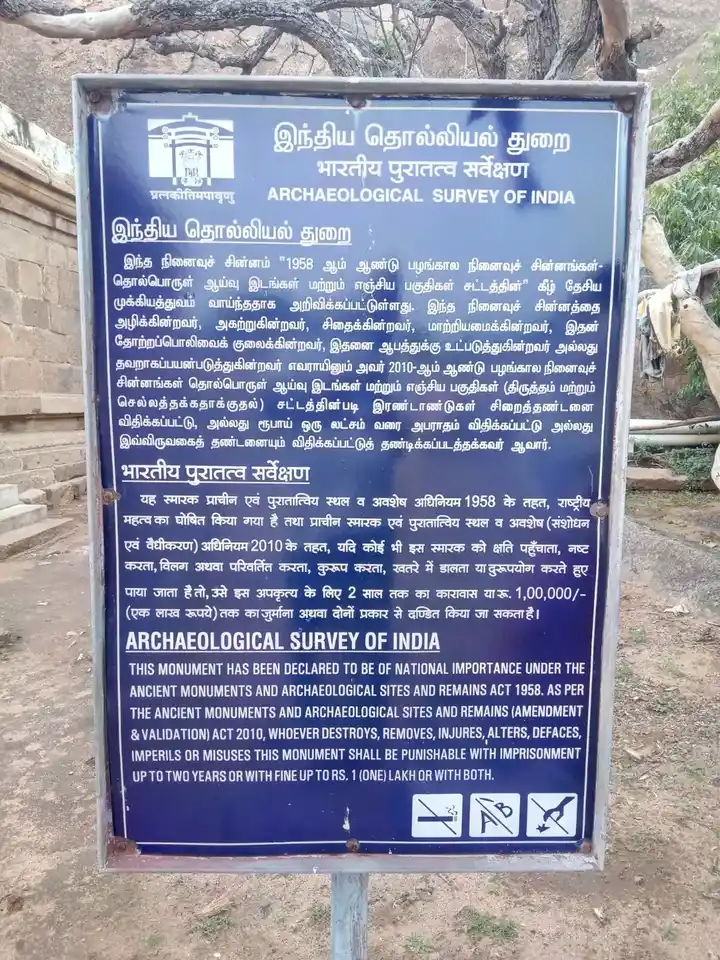 இந்திய தொல்லியல் துறை
भारतीय पुरातत्व सर्वेक्षण
ARCHAEOLOGICAL SURVEY OF INDIA
प्रत्नकीर्तिमपावृणु
இந்திய தொல்லியல் துறை
இந்த நினைவுச் சின்னம் "1958 ஆம் ஆண்டு பழங்கால நினைவுச் சின்னங்கள்-
தொல்பொருள் ஆய்வு இடங்கள் மற்றும் எஞ்சிய பகுதிகள் சட்டத்தின்" கீழ் தேசிய
முக்கியத்துவம் வாய்ந்ததாக அறிவிக்கப்பட்டுள்ளது. இந்த நினைவுச் சின்னத்தை
அழிக்கின்றவர், அகற்றுகின்றவர், சிதைக்கின்றவர், மாற்றியமைக்கின்றவர், இதன்
தோற்றப்பொலிவைக் குலைக்கின்றவர், இதனை ஆபத்துக்கு உட்படுத்துகின்றவர் அல்லது
தவறாகப்பயன்படுத்துகின்றவர் எவராயினும் அவர் 2010-ஆம் ஆண்டு பழங்கால நினைவுச்
சின்னங்கள் தொல்பொருள் ஆய்வு இடங்கள் மற்றும் எஞ்சிய பகுதிகள் (திருத்தம் மற்றும்
செல்லத்தக்கதாக்குதல்) சட்டத்தின்படி இரண்டாண்டுகள் சிறைத்தண்டனை
விதிக்கப்பட்டு, அல்லது ரூபாய் ஒரு லட்சம் வரை அபராதம் விதிக்கப்பட்டு அல்லது
இவ்விருவகைத் தண்டனையும் விதிக்கப்பட்டுத் தண்டிக்கப்படத்தக்கவர் ஆவார்.
भारतीय पुरातत्व सर्वेक्षण
यह स्मारक प्राचीन एवं पुरातात्विय स्थल व अवशेष अधिनियम 1958 के तहत, राष्ट्रीय
महत्व का घोषित किया गया है तथा प्राचीन स्मारक एवं पुरातात्विय स्थल व अवशेष (संशोधन
एवं वैधीकरण) अधिनियम 2010 के तहत, यदि कोई भी इस स्मारक को क्षति पहुँचाता, नष्ट
करता, विलग अथवा परिवर्तित करता, कुरूप करता, खतरे में डालता या दुरूपयोग करते हुए
पाया जाता है तो, उसे इस अपकृत्य के लिए 2 साल तक का कारावास या रू. 1,00,000/-
(एक लाख रूपये) तक का जुर्माना अथवा दोनों प्रकार से दण्डित किया जा सकता है।
ARCHAEOLOGICAL SURVEY OF INDIA
THIS MONUMENT HAS BEEN DECLARED TO BE OF NATIONAL IMPORTANCE UNDER THE
ANCIENT MONUMENTS AND ARCHAEOLOGICAL SITES AND REMAINS ACT 1958. AS PER
THE ANCIENT MONUMENTS AND ARCHAEOLOGICAL SITES AND REMAINS (AMENDMENT
& VALIDATION) ACT 2010, WHOEVER DESTROYS, REMOVES, INJURES, ALTERS, DEFACES,
IMPERILS OR MISUSES THIS MONUMENT SHALL BE PUNISHABLE WITH IMPRISONMENT
UP TO TWO YEARS OR WITH FINE UP TO RS. 1 (ONE) LAKH OR WITH BOTH.
AB